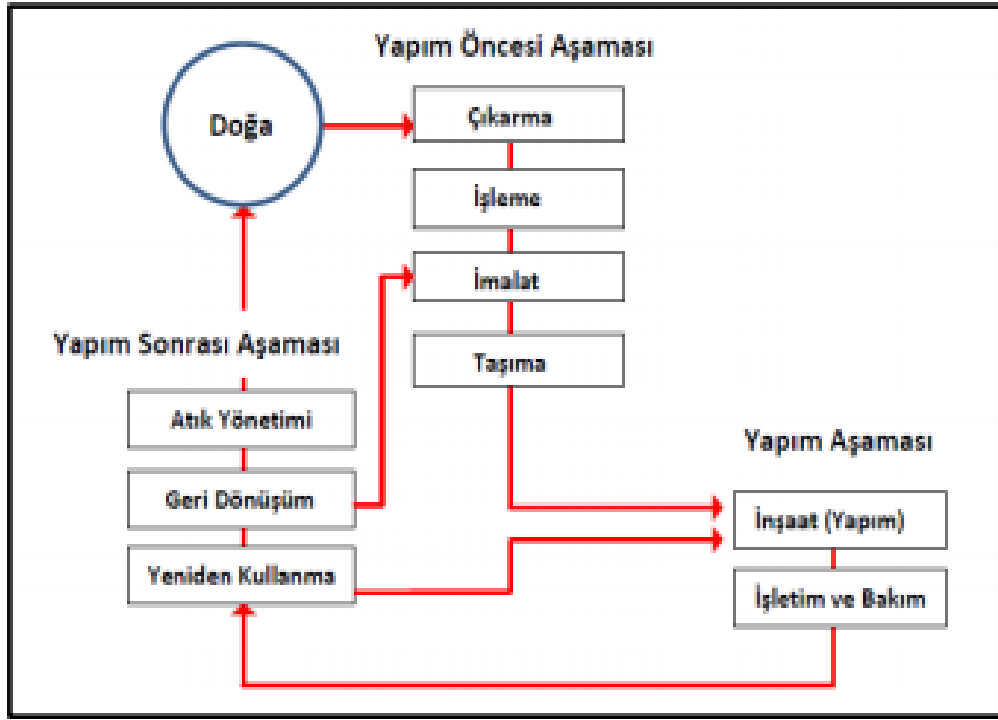 Yapım Öncesi Aşaması
Doğa
Çıkarma
İşleme
İmalat
Taşıma
Yapım Sonrası Aşaması
Atık Yönetimi
Geri Dönüşüm
Yeniden Kullanma
Yapım Aşaması
İnşaat (Yapım)
İşletim ve Bakım